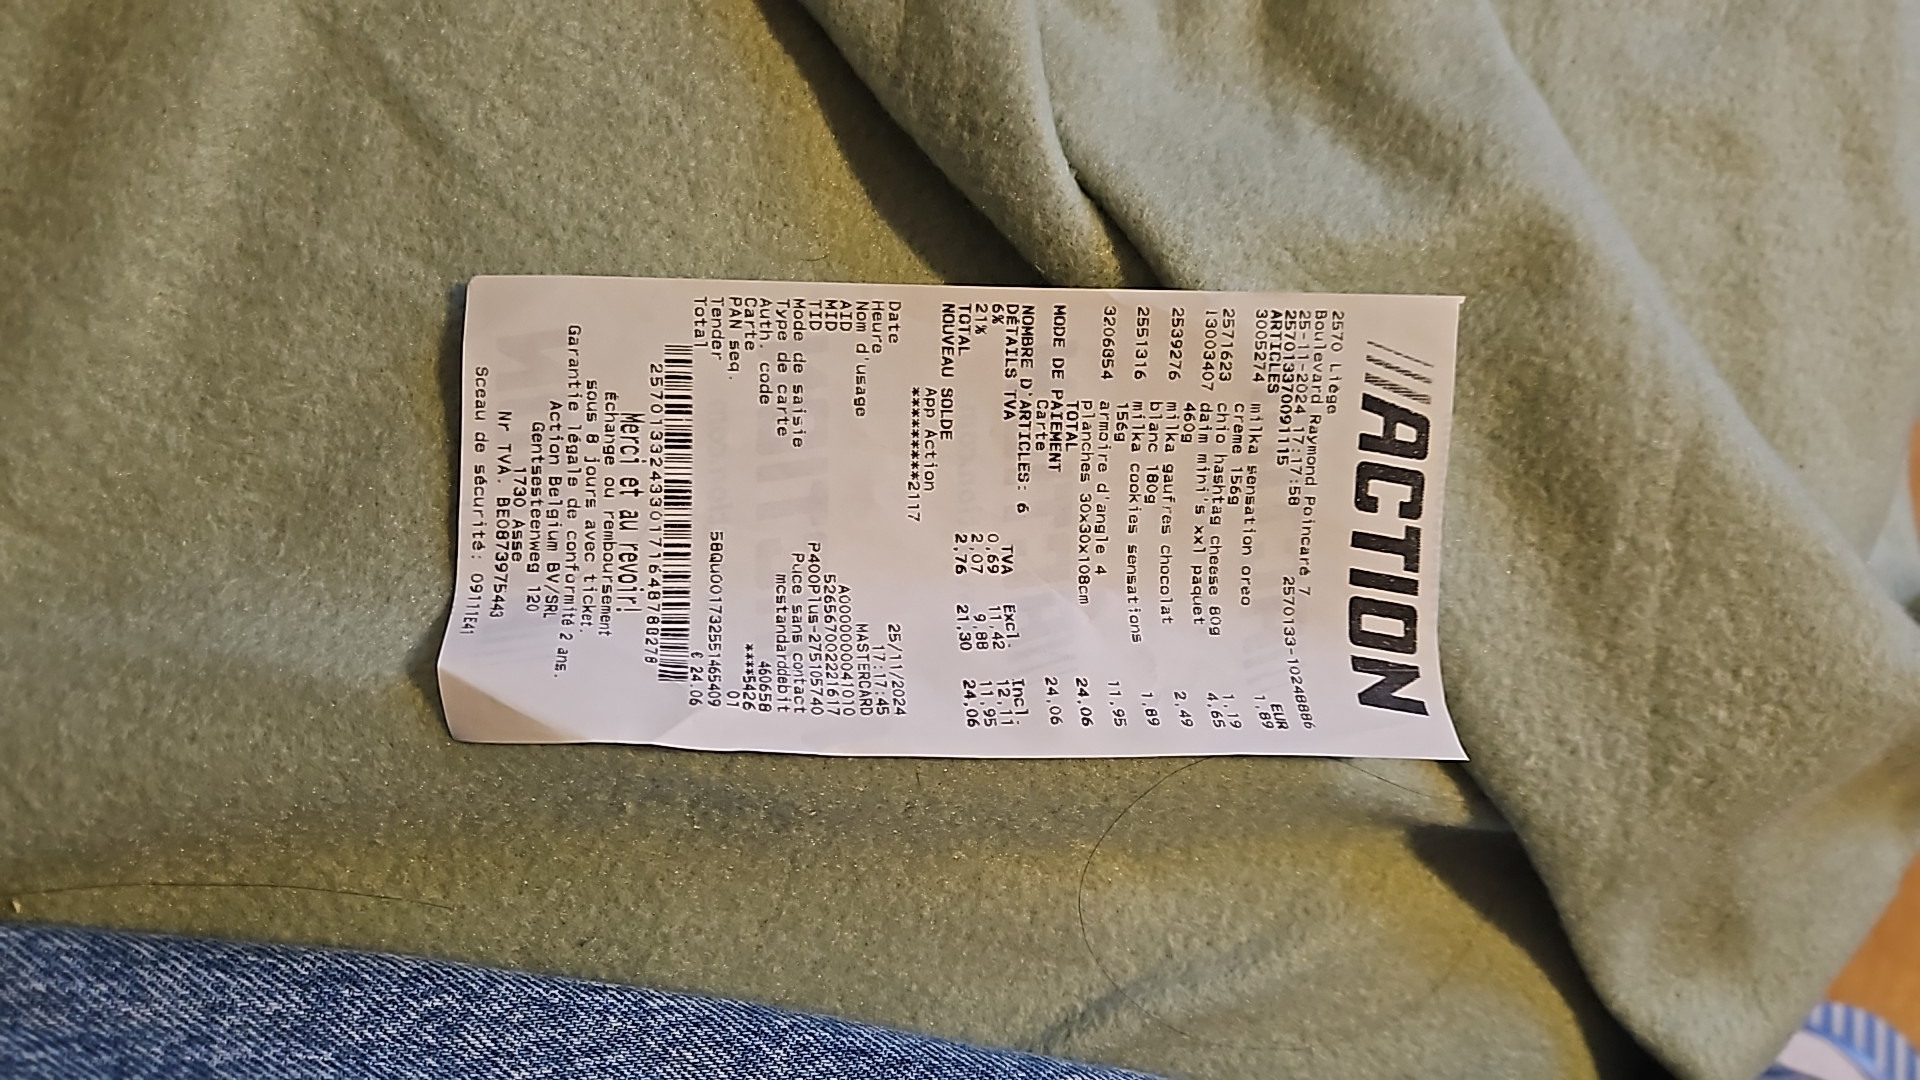 ACTION
2570 Liège
Boulevard Raymond Poincaré 7
25-11-2024 17:17:58 2570133-10248886
2570133700911115
ARTICLES EUR
3005274 milka sensation oreo 1,89
creme 156g
2571623 chio hashtag cheese 80g 1,19
13003407 daim mini's xxl paquet 4,65
460g
2539276 milka gaufres chocolat 2,49
blanc 180g
2551316 milka cookies sensations 1,89
156g
3206854 armoire d'angle 4 11,95
planches 30x30x108cm
TOTAL 24,06
MODE DE PAIEMENT
Carte 24,06
NOMBRE D'ARTICLES: 6
DÉTAILS TVA TVA Excl. Incl.
6% 0,69 11,42 12,11
21% 2,07 9,88 11,95
TOTAL 2,76 21,30 24,06
NOUVEAU SOLDE
App Action
*********2117
Date 25/11/2024
Heure 17:17:45
Nom d'usage MASTERCARD
AID A0000000041010
MID 526567002221617
TID P400Plus-275105740
Mode de saisie Puce sans contact
Type de carte mcstandarddebit
Auth. code 460658
Carte ****5426
PAN seq. 01
Tender 58QU001732551465409
Total € 24.06
Merci et au revoir!
Échange ou remboursement
sous 8 jours avec ticket.
Garantie légale de conformité 2 ans.
Action Belgium BV/SRL
Gentsesteenweg 120
1730 Asse
Nr TVA. BE0873975443
Sceau de sécurité: 09111E41